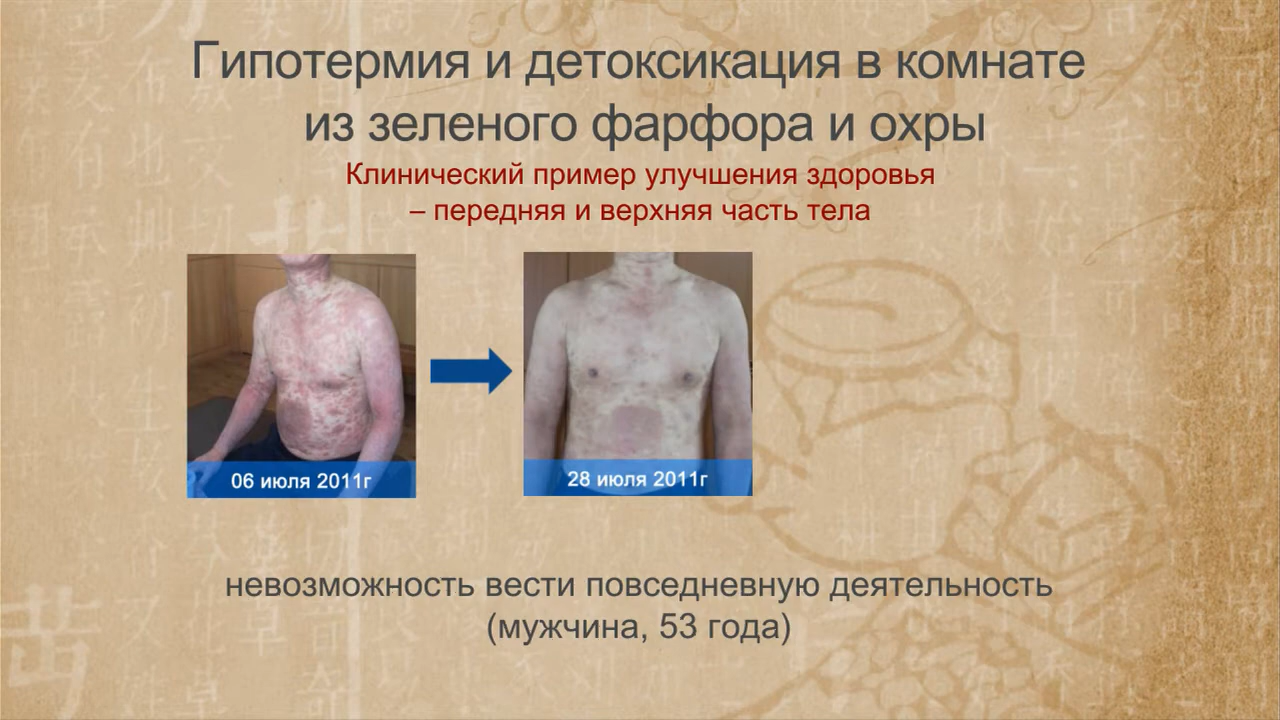 Гипотермия и детоксикация в комнате
из зеленого фарфора и охры
Клинический пример улучшения здоровья
– передняя и верхняя часть тела
06 июля 2011г
28 июля 2011г
невозможность вести повседневную деятельность
(мужчина, 53 года)